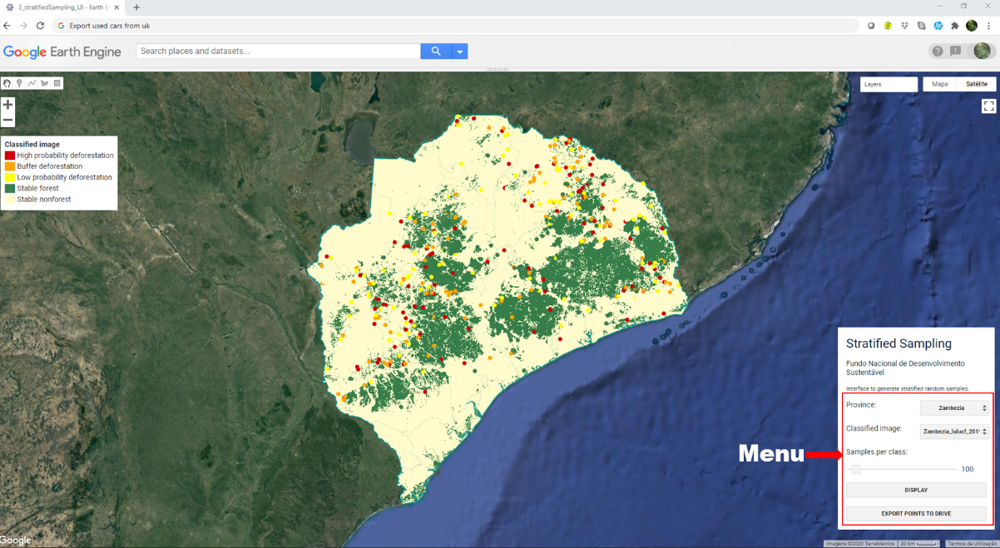 3_stratifiedSampling_UI - Earth E
Export used cars from uk
Google Earth Engine
Search places and datasets...
Layers
Mapa
Satélite
Classified image
High probability deforestation
Buffer deforestation
Low probability deforestation
Stable forest
Stable nonforest
Stratified Sampling
Fundo Nacional de Desenvolvimento
Sustentável
Interface to generate stratified random samples.
Province:
Zambezia
Classified image:
Zambezia_lulucf_201
Menu
Samples per class:
100
DISPLAY
EXPORT POINTS TO DRIVE
Google
Imagens ©2020 TerraMetrics
20 km
Termos de Utilização